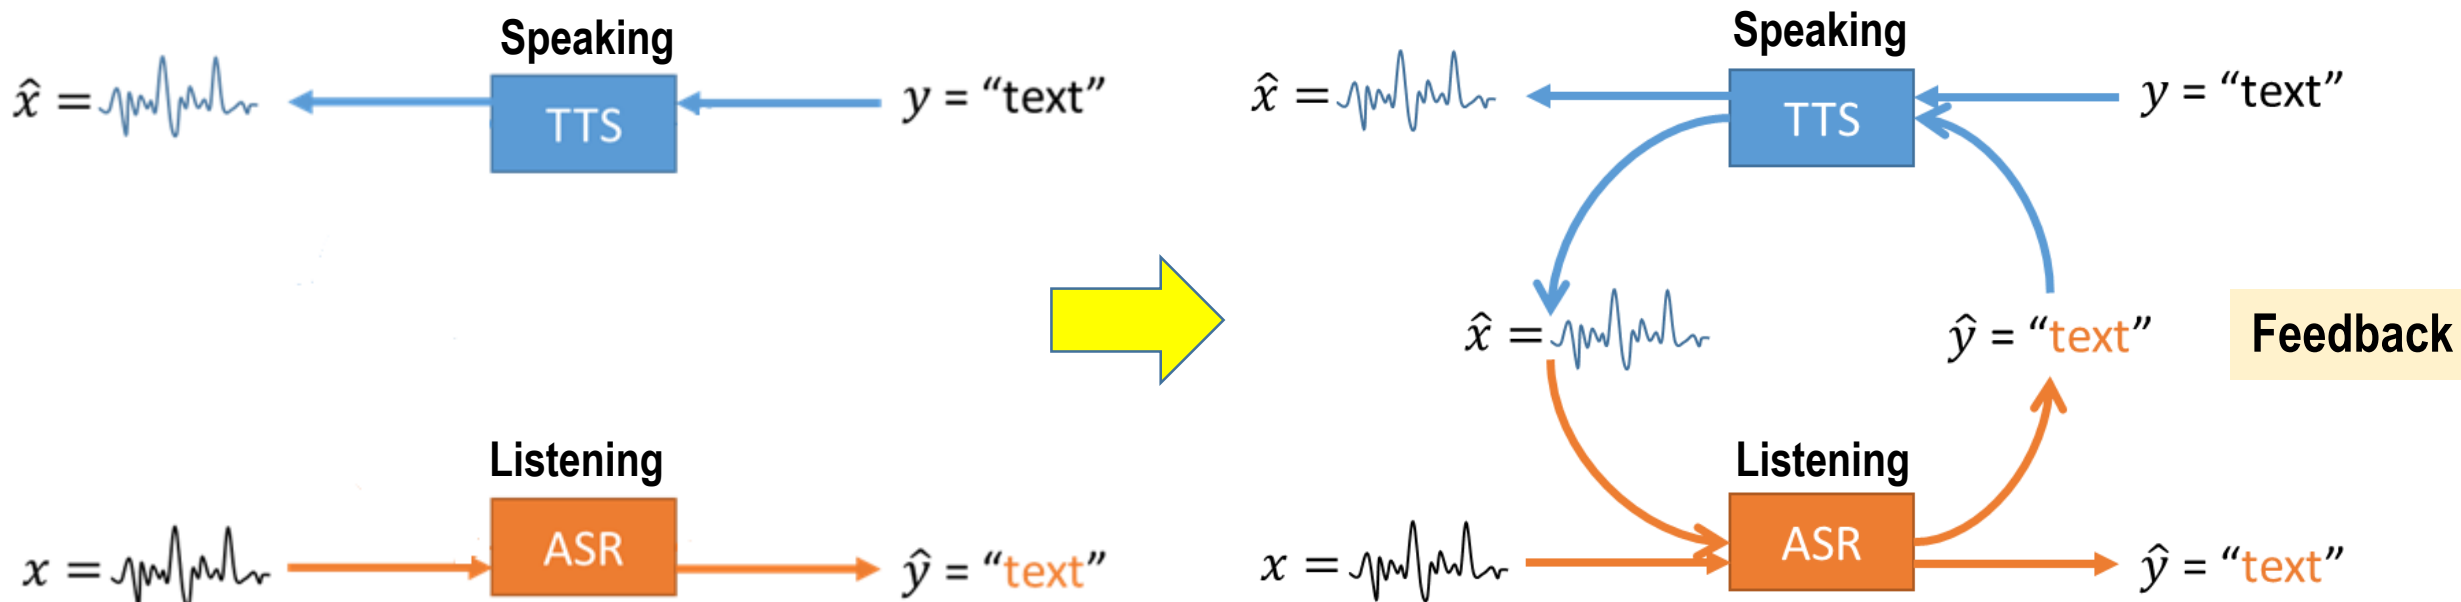 Speaking
x̂ =
TTS
y = “text”
Listening
x =
ASR
ŷ = “text”
Speaking
x̂ =
TTS
y = “text”
x̂ =
ŷ = “text”
Feedback
Listening
x =
ASR
ŷ = “text”